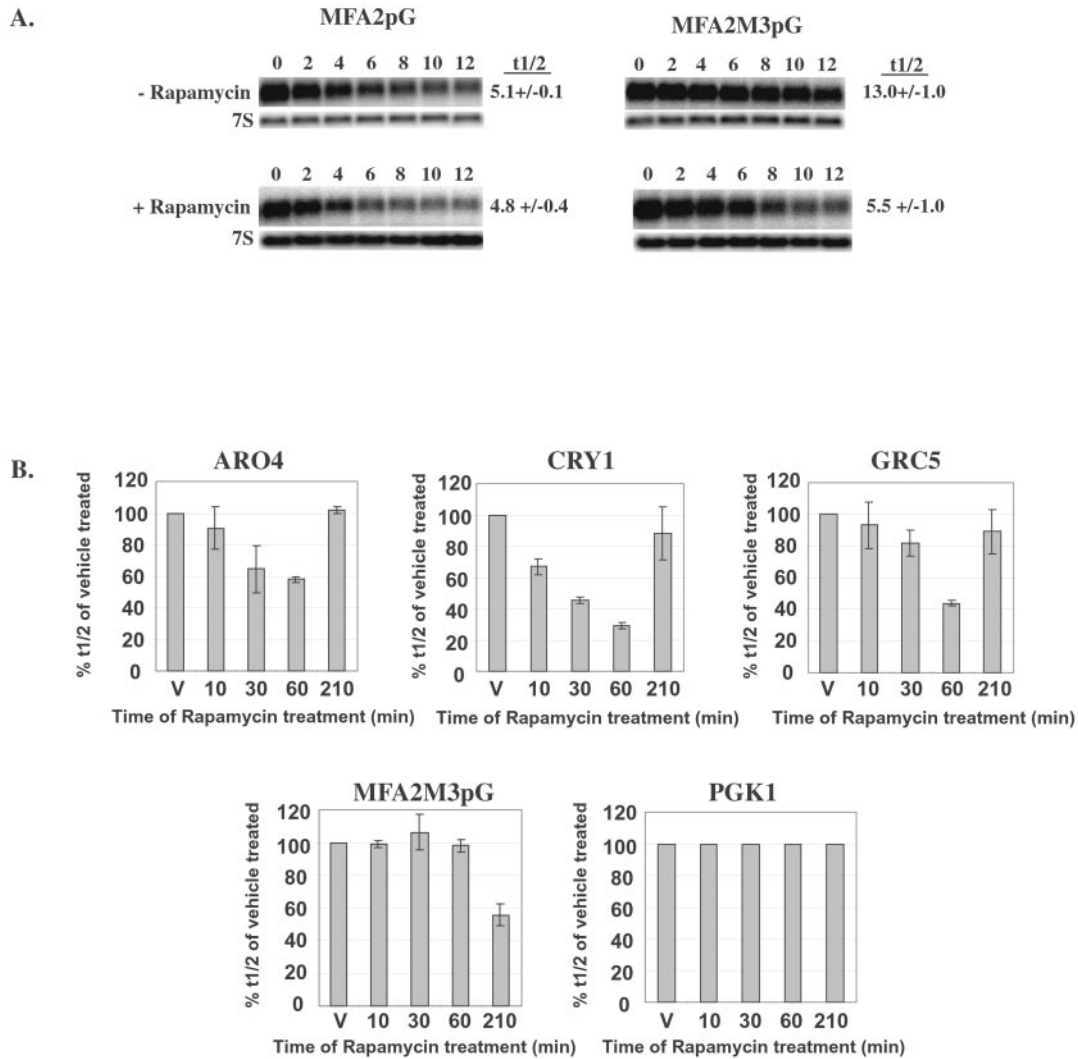 A.
MFA2pG MFA2M3pG
0 2 4 6 8 10 12 t1/2 0 2 4 6 8 10 12 t1/2
- Rapamycin 5.1+/-0.1 13.0+/-1.0
7S
0 2 4 6 8 10 12 0 2 4 6 8 10 12
+ Rapamycin 4.8 +/-0.4 5.5 +/-1.0
7S
B.
ARO4
% t1/2 of vehicle treated
120
100
80
60
40
20
0
V 10 30 60 210
Time of Rapamycin treatment (min)
CRY1
% t1/2 of vehicle treated
120
100
80
60
40
20
0
V 10 30 60 210
Time of Rapamycin treatment (min)
GRC5
% t1/2 of vehicle treated
120
100
80
60
40
20
0
V 10 30 60 210
Time of Rapamycin treatment (min)
MFA2M3pG
% t1/2 of vehicle treated
120
100
80
60
40
20
0
V 10 30 60 210
Time of Rapamycin treatment (min)
PGK1
% t1/2 of vehicle treated
120
100
80
60
40
20
0
V 10 30 60 210
Time of Rapamycin treatment (min)